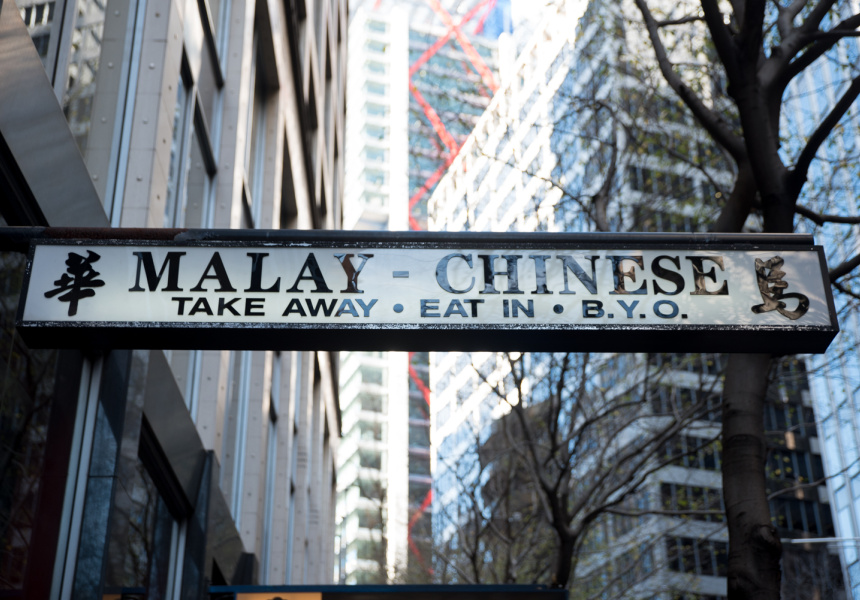 華 MALAY - CHINESE 馬
TAKE AWAY • EAT IN • B.Y.O.